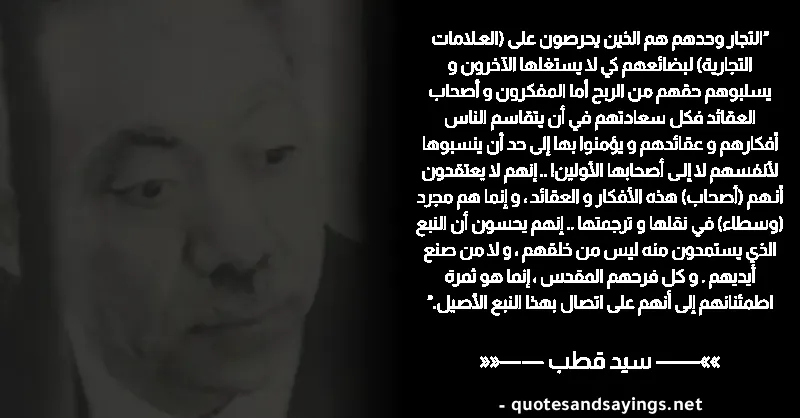 "التجار وحدهم هم الذين يحرصون على (العلامات
التجارية) لبضائعهم كي لا يستغلها الآخرون و
يسلبوهم حقهم من الربح أما المفكرون و أصحاب
العقائد فكل سعادتهم في أن يتقاسم الناس
أفكارهم و عقائدهم و يؤمنوا بها إلى حد أن ينسبوها
لأنفسهم لا إلى أصحابها الأولين! .. إنهم لا يعتقدون
أنهم (أصحاب) هذه الأفكار و العقائد ، و إنما هم مجرد
(وسطاء) في نقلها و ترجمتها .. إنهم يحسون أن النبع
الذي يستمدون منه ليس من خلقهم ، و لا من صنع
أيديهم . و كل فرحهم المقدس ، إنما هو ثمرة
اطمئنانهم إلى أنهم على اتصال بهذا النبع الأصيل."
««——— سيد قطب ———»»
- quotesandsayings.net